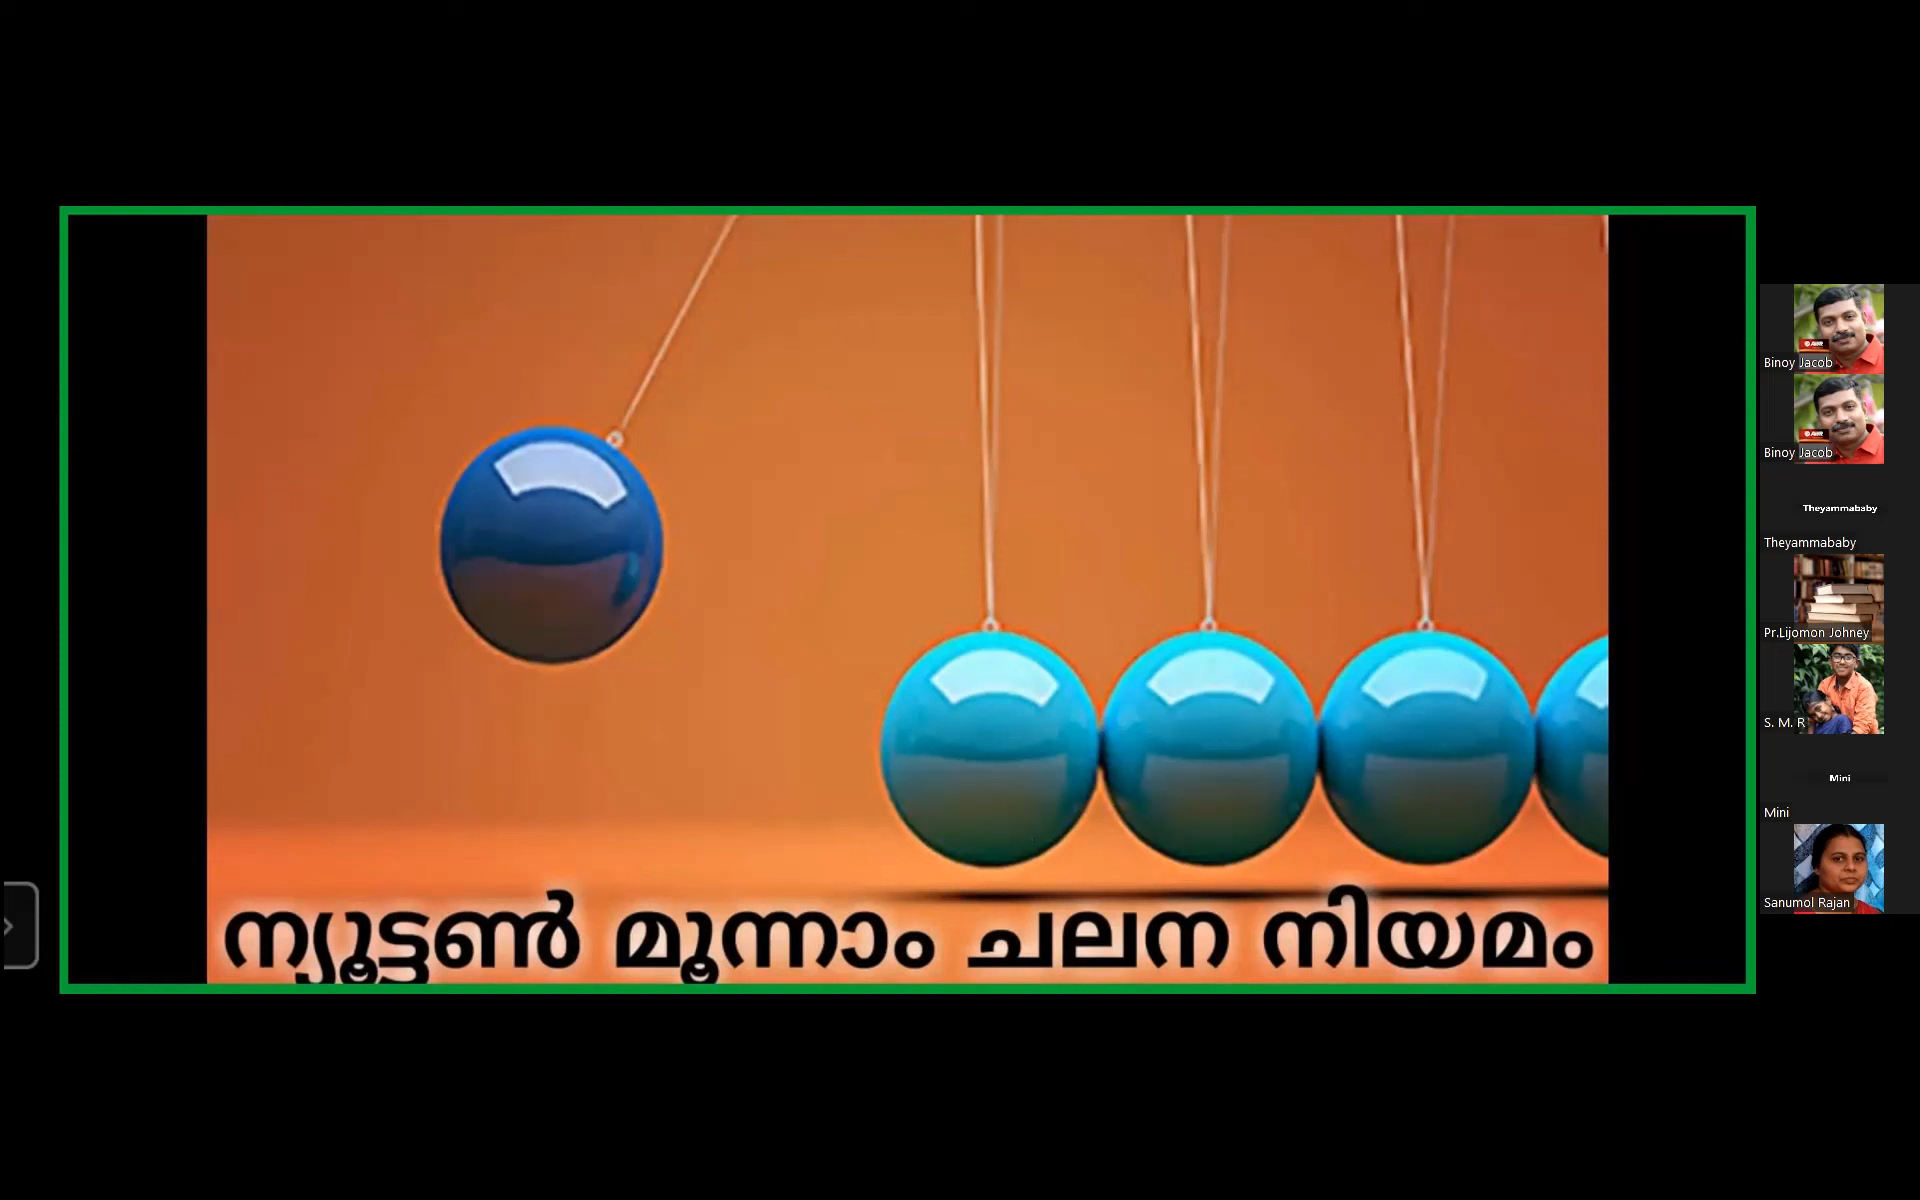 ന്യൂട്ടൺ മൂന്നാം ചലന നിയമം
Binoy Jacob
Binoy Jacob
Theyammababy
Theyammababy
Pr.Lijomon Johney
S. M. R
Mini
Mini
Sanumol Rajan